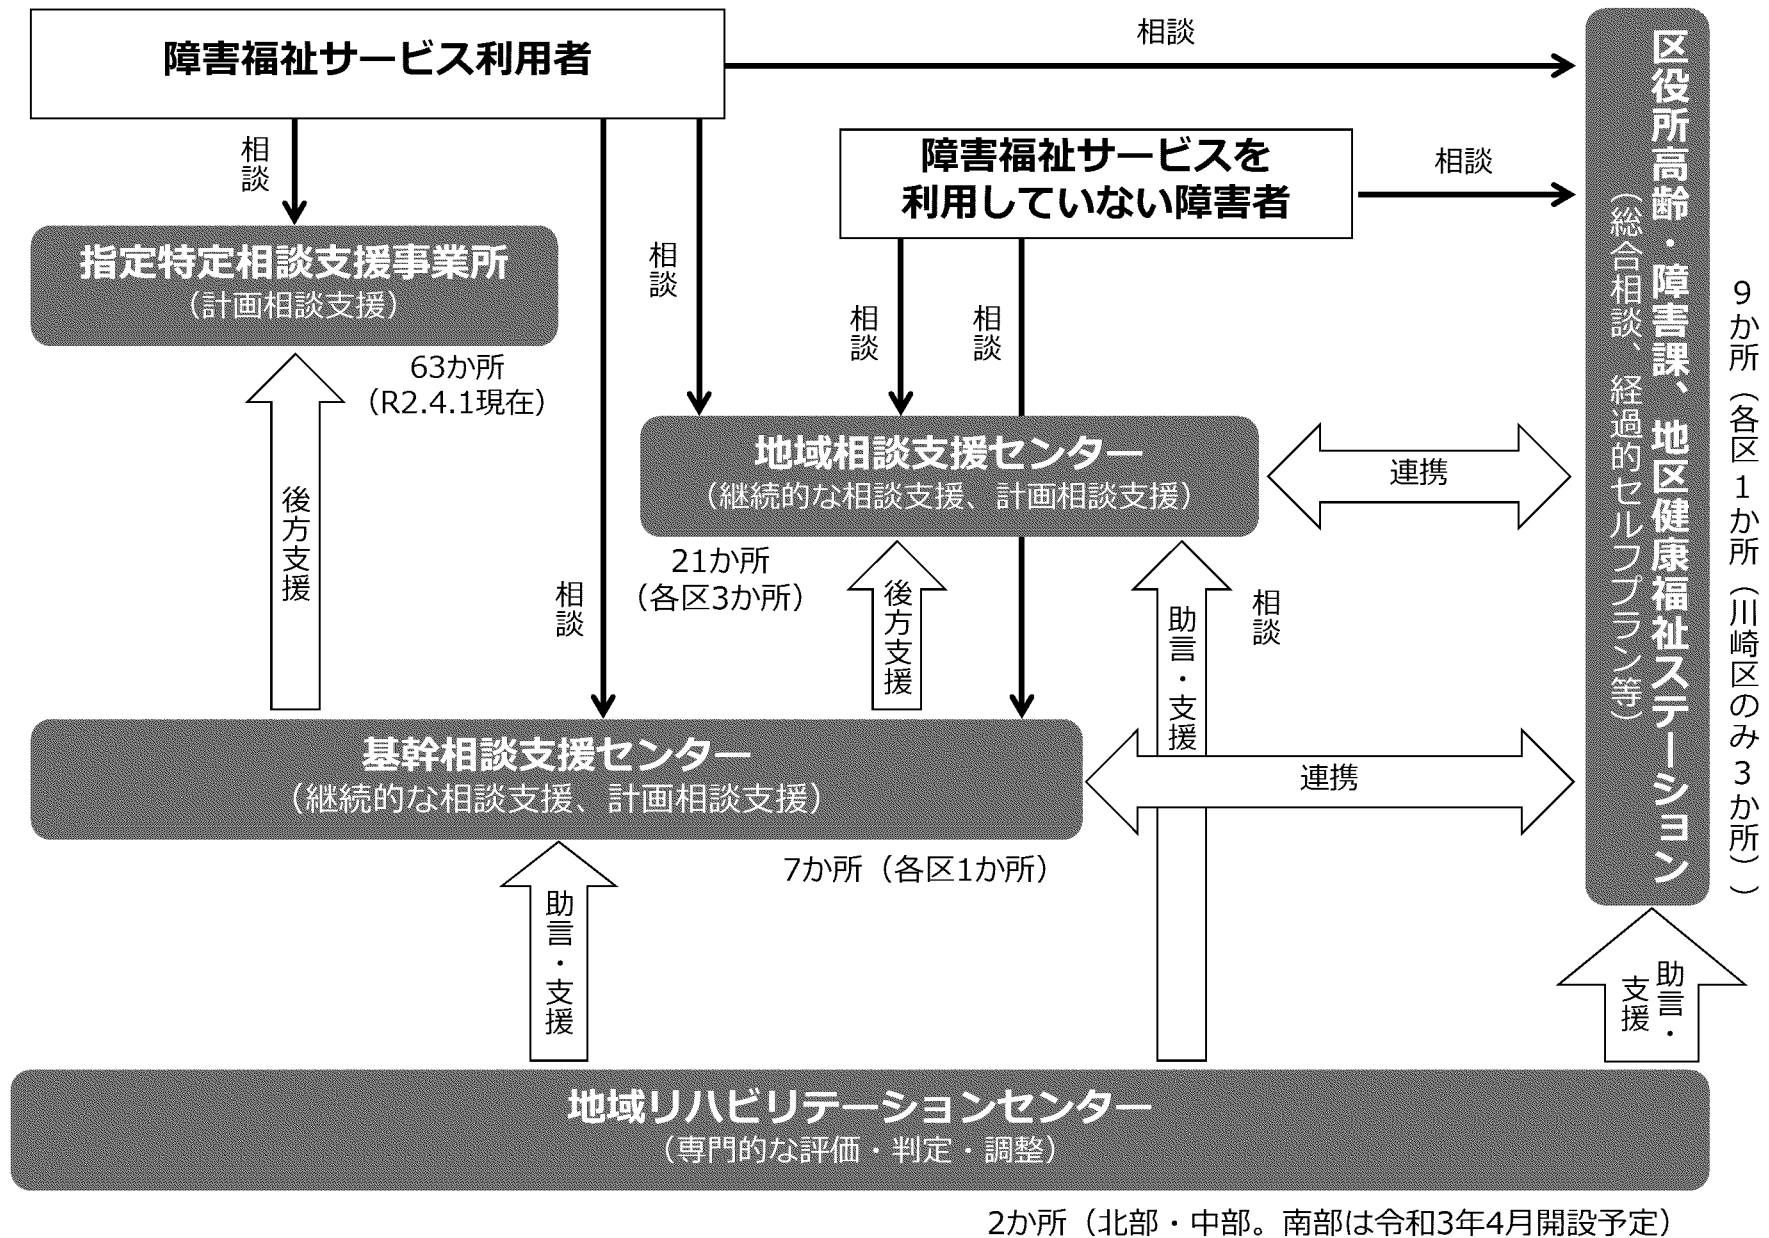 障害福祉サービス利用者
相談
相談
障害福祉サービスを
利用していない障害者
相談
指定特定相談支援事業所
（計画相談支援）
63か所
（R2.4.1現在）
相談
相談
相談
後方支援
地域相談支援センター
（継続的な相談支援、計画相談支援）
21か所
（各区3か所）
連携
相談
後方支援
助言・支援
相談
基幹相談支援センター
（継続的な相談支援、計画相談支援）
7か所（各区1か所）
連携
助言・支援
区役所高齢・障害課、地区健康福祉ステーション
（総合相談、経過的セルフプラン等）
9か所（各区1か所（川崎区のみ3か所））
助言・
支援
地域リハビリテーションセンター
（専門的な評価・判定・調整）
2か所（北部・中部。南部は令和3年4月開設予定）